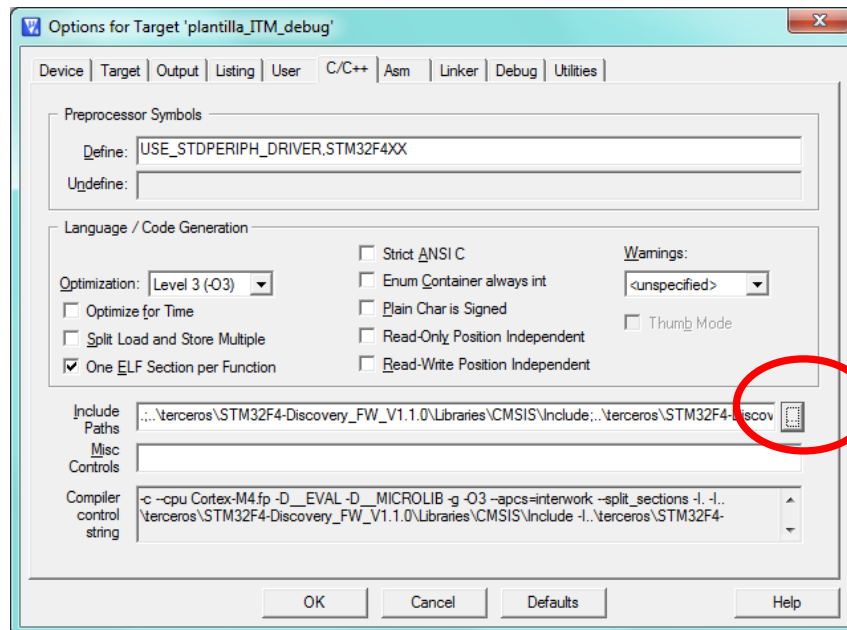 Options for Target 'plantilla_ITM_debug'
Device Target Output Listing User C/C++ Asm Linker Debug Utilities
Preprocessor Symbols
Define: USE_STDPERIPH_DRIVER,STM32F4XX
Undefine:
Language / Code Generation
Strict ANSI C Warnings:
Optimization: Level 3 (-O3) Enum Container always int <unspecified>
Optimize for Time Plain Char is Signed
Split Load and Store Multiple Read-Only Position Independent Thumb Mode
One ELF Section per Function Read-Write Position Independent
Include Paths .;..\terceros\STM32F4-Discovery_FW_V1.1.0\Libraries\CMSIS\Include;..\terceros\STM32F4-Discov ...
Misc Controls
Compiler control string -c --cpu Cortex-M4.fp -D__EVAL -D__MICROLIB -g -O3 --apcs=interwork --split_sections -I. -I..
\terceros\STM32F4-Discovery_FW_V1.1.0\Libraries\CMSIS\Include -I..\terceros\STM32F4-
OK Cancel Defaults Help